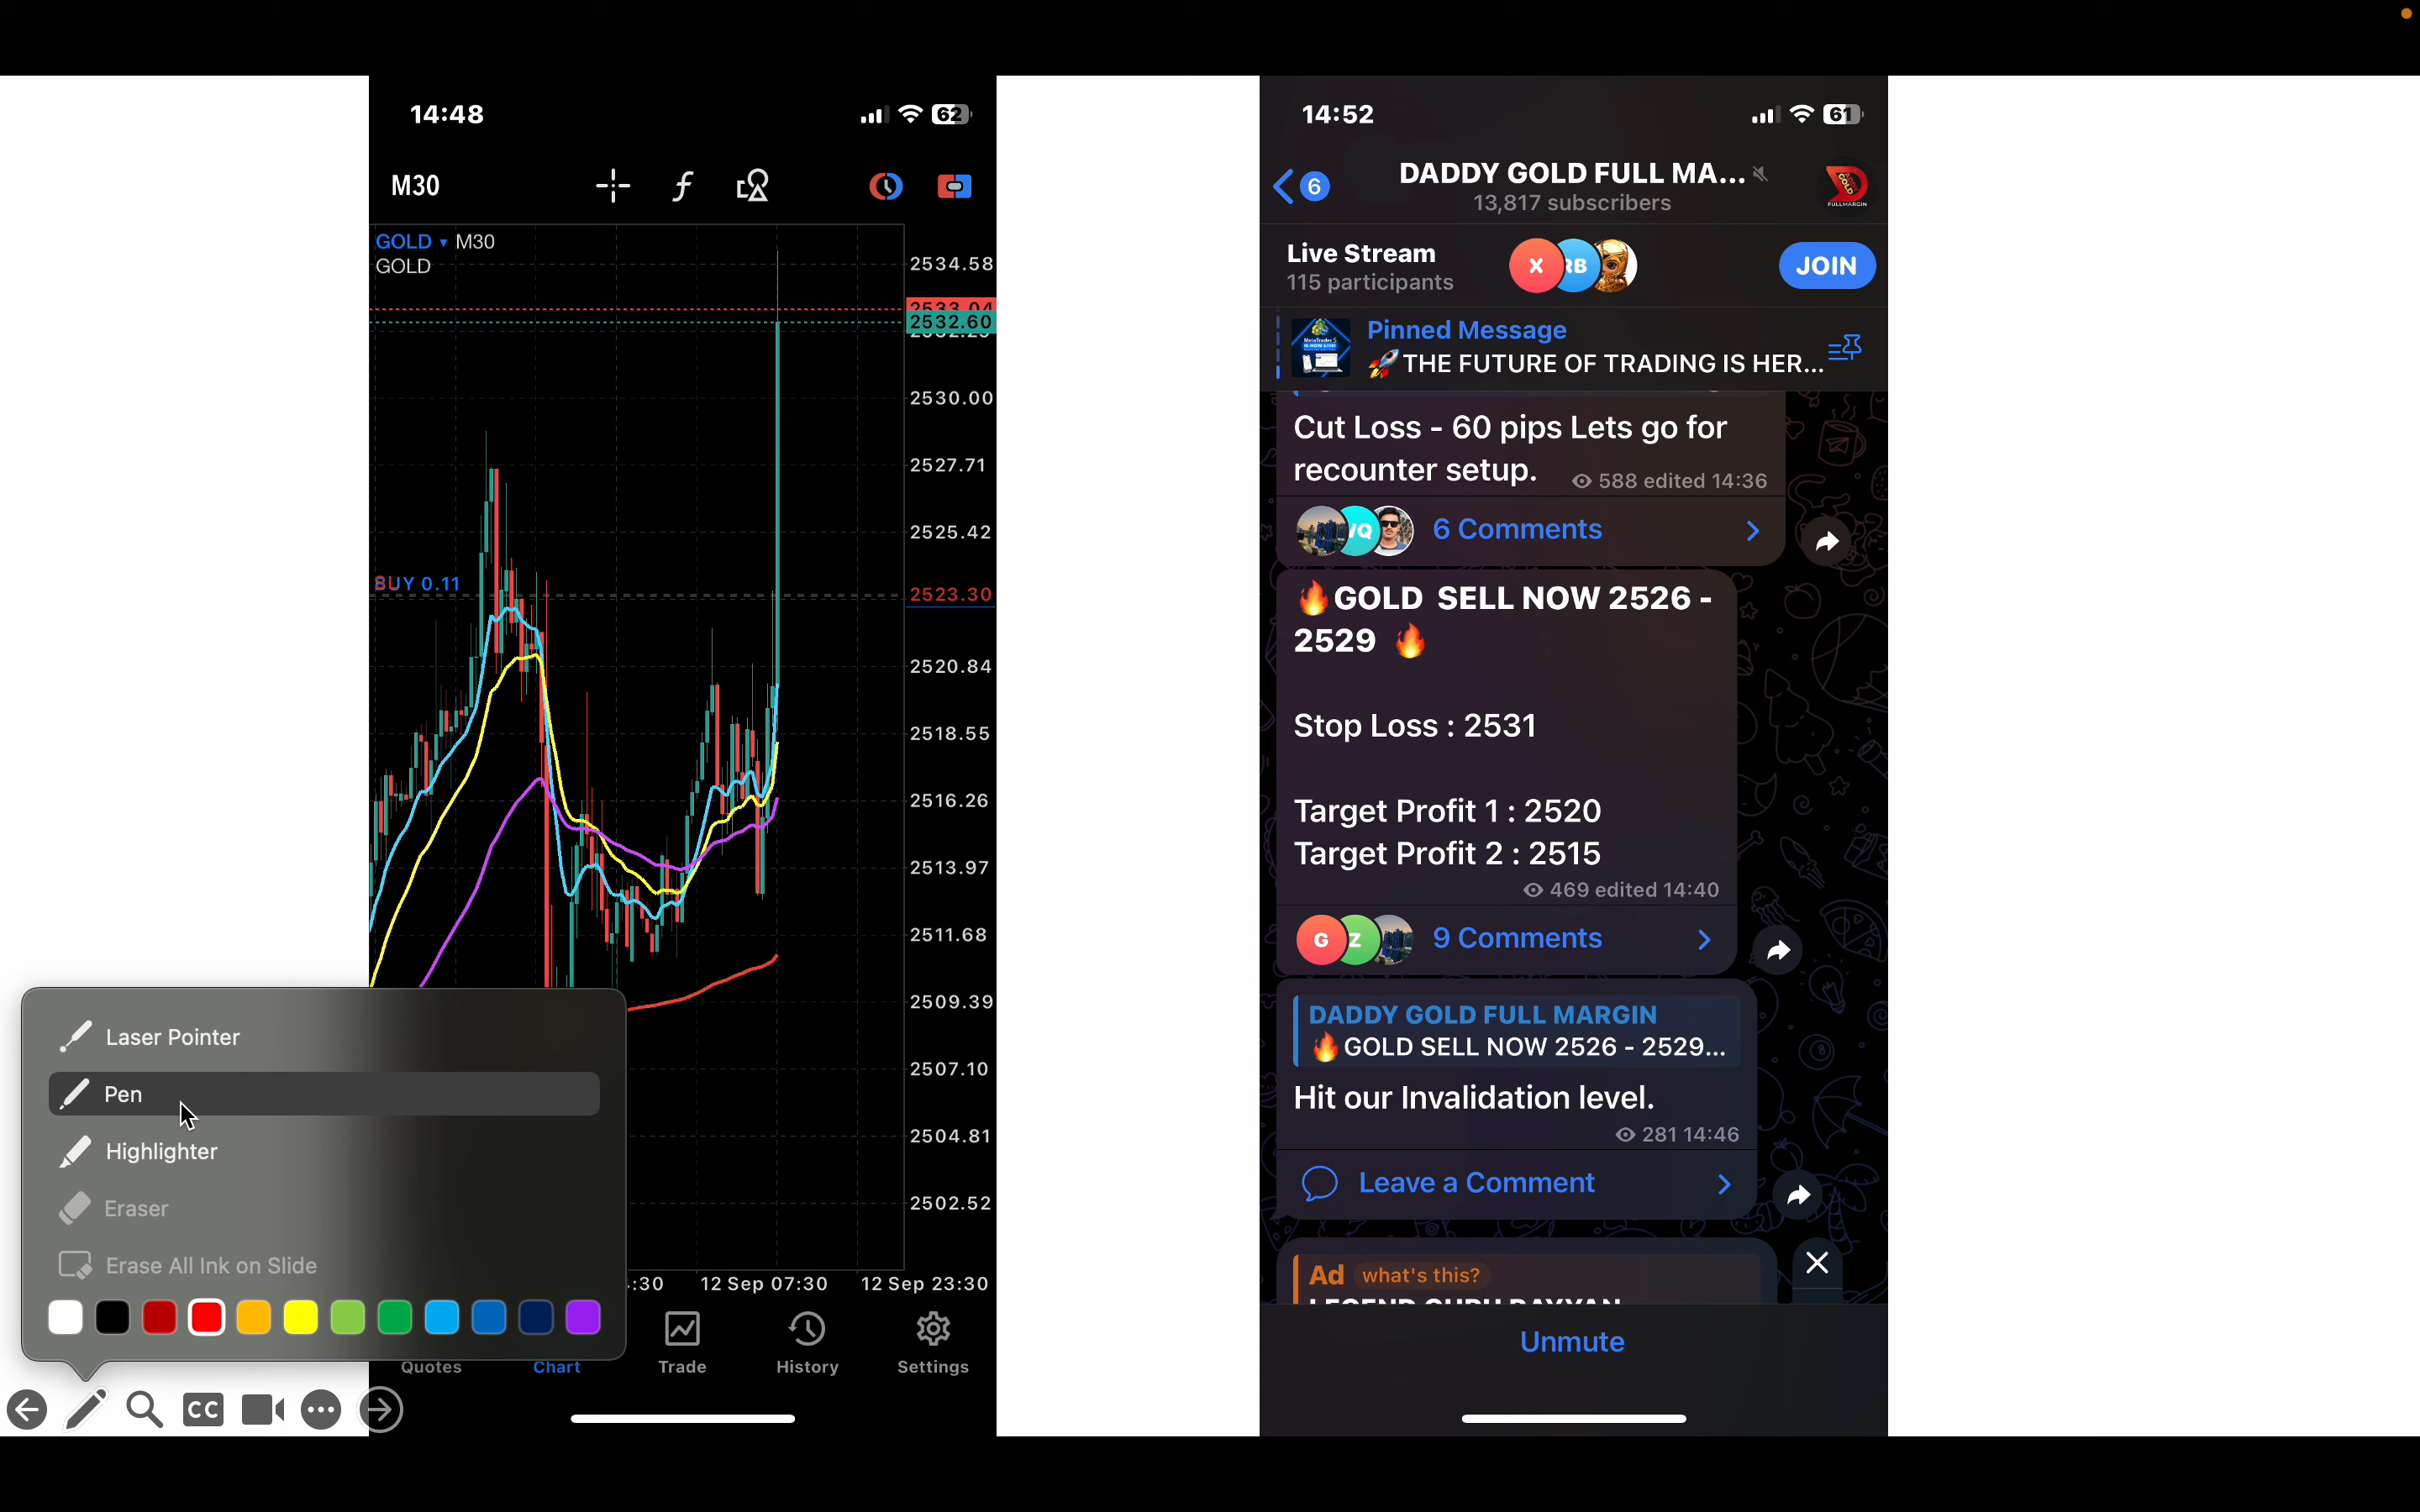 14:48
62
M30
GOLD ▾ M30
GOLD
2534.58
2533.04
2532.60
2530.00
2527.71
2525.42
BUY 0.11
2523.30
2520.84
2518.55
2516.26
2513.97
2511.68
2509.39
2507.10
2504.81
2502.52
:30
12 Sep 07:30
12 Sep 23:30
Quotes
Chart
Trade
History
Settings
Laser Pointer
Pen
Highlighter
Eraser
Erase All Ink on Slide
CC
14:52
61
6
DADDY GOLD FULL MA...
13,817 subscribers
FULLMARGIN
Live Stream
115 participants
X
RB
JOIN
Pinned Message
🚀THE FUTURE OF TRADING IS HER...
Cut Loss - 60 pips Lets go for
recounter setup.
588 edited 14:36
6 Comments
🔥GOLD SELL NOW 2526 -
2529 🔥
Stop Loss : 2531
Target Profit 1 : 2520
Target Profit 2 : 2515
469 edited 14:40
G
Z
9 Comments
DADDY GOLD FULL MARGIN
🔥GOLD SELL NOW 2526 - 2529...
Hit our Invalidation level.
281 14:46
Leave a Comment
Ad what's this?
Unmute